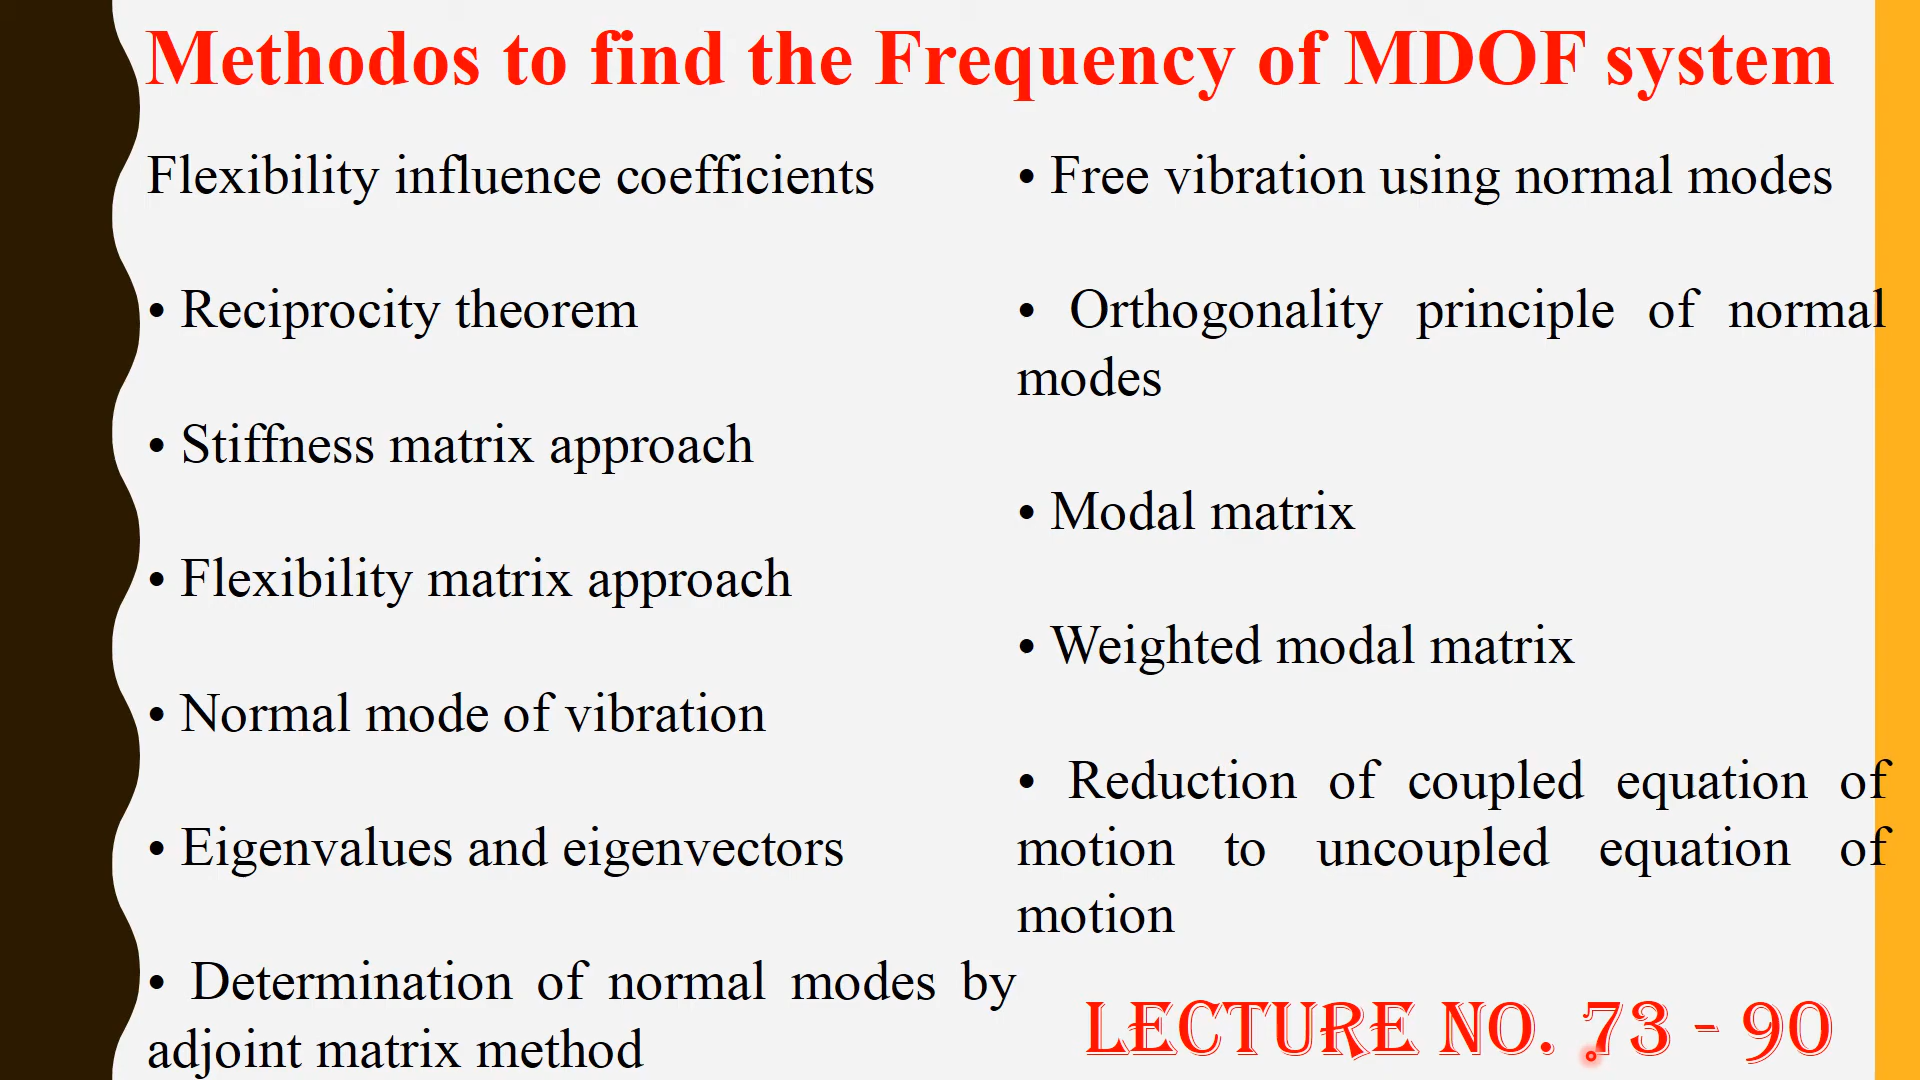 Methodos to find the Frequency of MDOF system
Flexibility influence coefficients
• Reciprocity theorem
• Stiffness matrix approach
• Flexibility matrix approach
• Normal mode of vibration
• Eigenvalues and eigenvectors
• Determination of normal modes by
adjoint matrix method
• Free vibration using normal modes
• Orthogonality principle of normal
modes
• Modal matrix
• Weighted modal matrix
• Reduction of coupled equation of
motion to uncoupled equation of
motion
LECTURE NO. 73 - 90